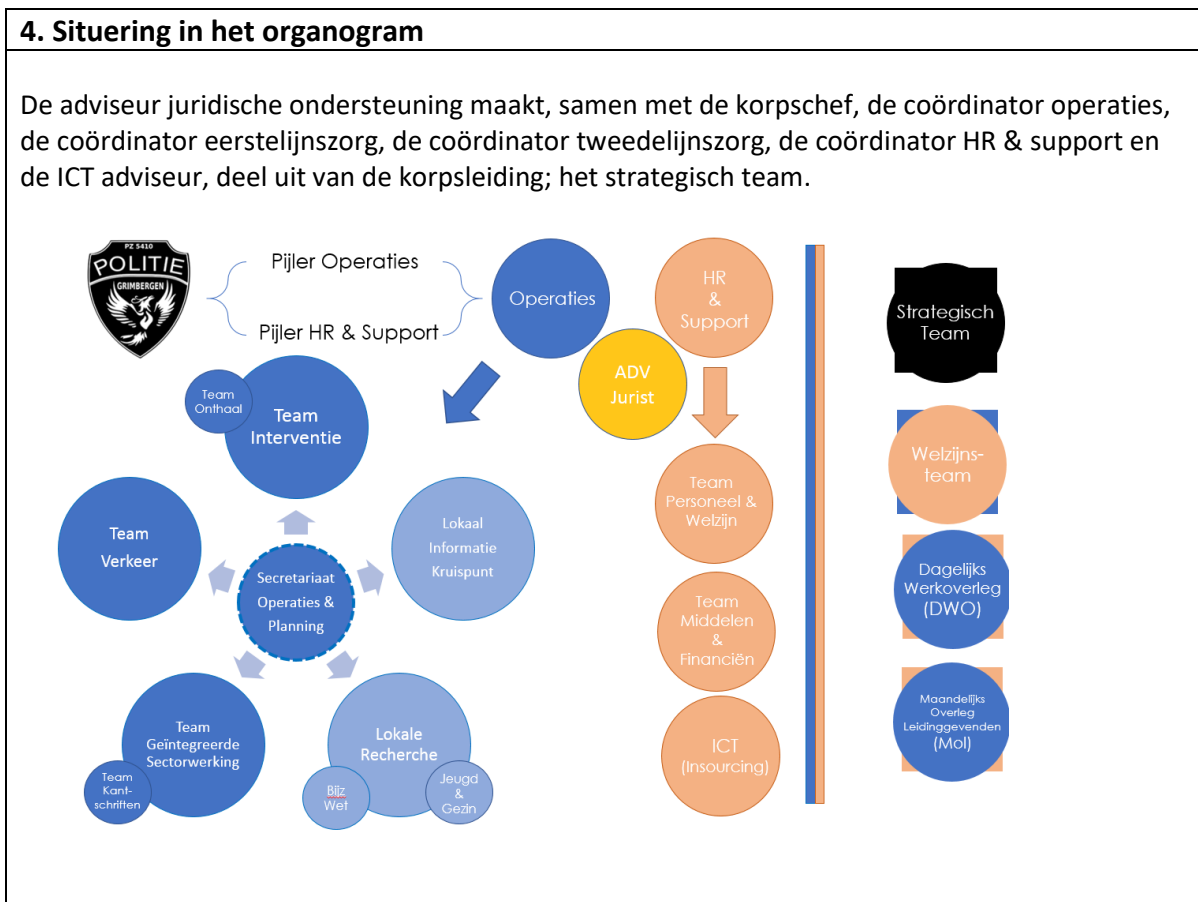 4. Situering in het organogram
De adviseur juridische ondersteuning maakt, samen met de korpschef, de coördinator operaties,
de coördinator eerstelijnszorg, de coördinator tweedelijnszorg, de coördinator HR & support en
de ICT adviseur, deel uit van de korpsleiding; het strategisch team.
PZ 5410
POLITIE
GRIMBERGEN
Pijler Operaties
Pijler HR & Support
Operaties
HR
&
Support
ADV
Jurist
Strategisch
Team
Team
Onthaal
Team
Interventie
Team
Verkeer
Lokaal
Informatie
Kruispunt
Secretariaat
Operaties &
Planning
Team
Geïntegreerde
Sectorwerking
Team
Kant-
schriften
Lokale
Recherche
Bijz
Wet
Jeugd
&
Gezin
Team
Personeel &
Welzijn
Team
Middelen
&
Financiën
ICT
(Insourcing)
Welzijns-
team
Dagelijks
Werkoverleg
(DWO)
Maandelijks
Overleg
Leidinggevenden
(Mol)